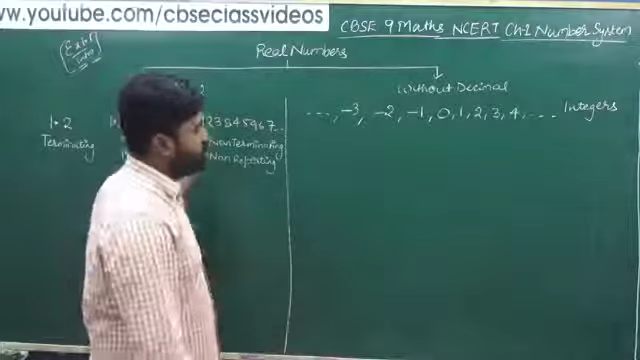 www.youtube.com/cbseclassvideos
CBSE 9 Maths NCERT Ch-1 Number System
Real Numbers
Without Decimal
..., -3, -2, -1, 0, 1, 2, 3, 4, ... Integers
1.2
Terminating
Non Terminating
Non Repeating